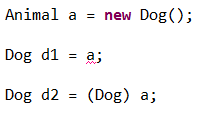 Animal a = new Dog();
Dog d1 = a;
Dog d2 = (Dog) a;